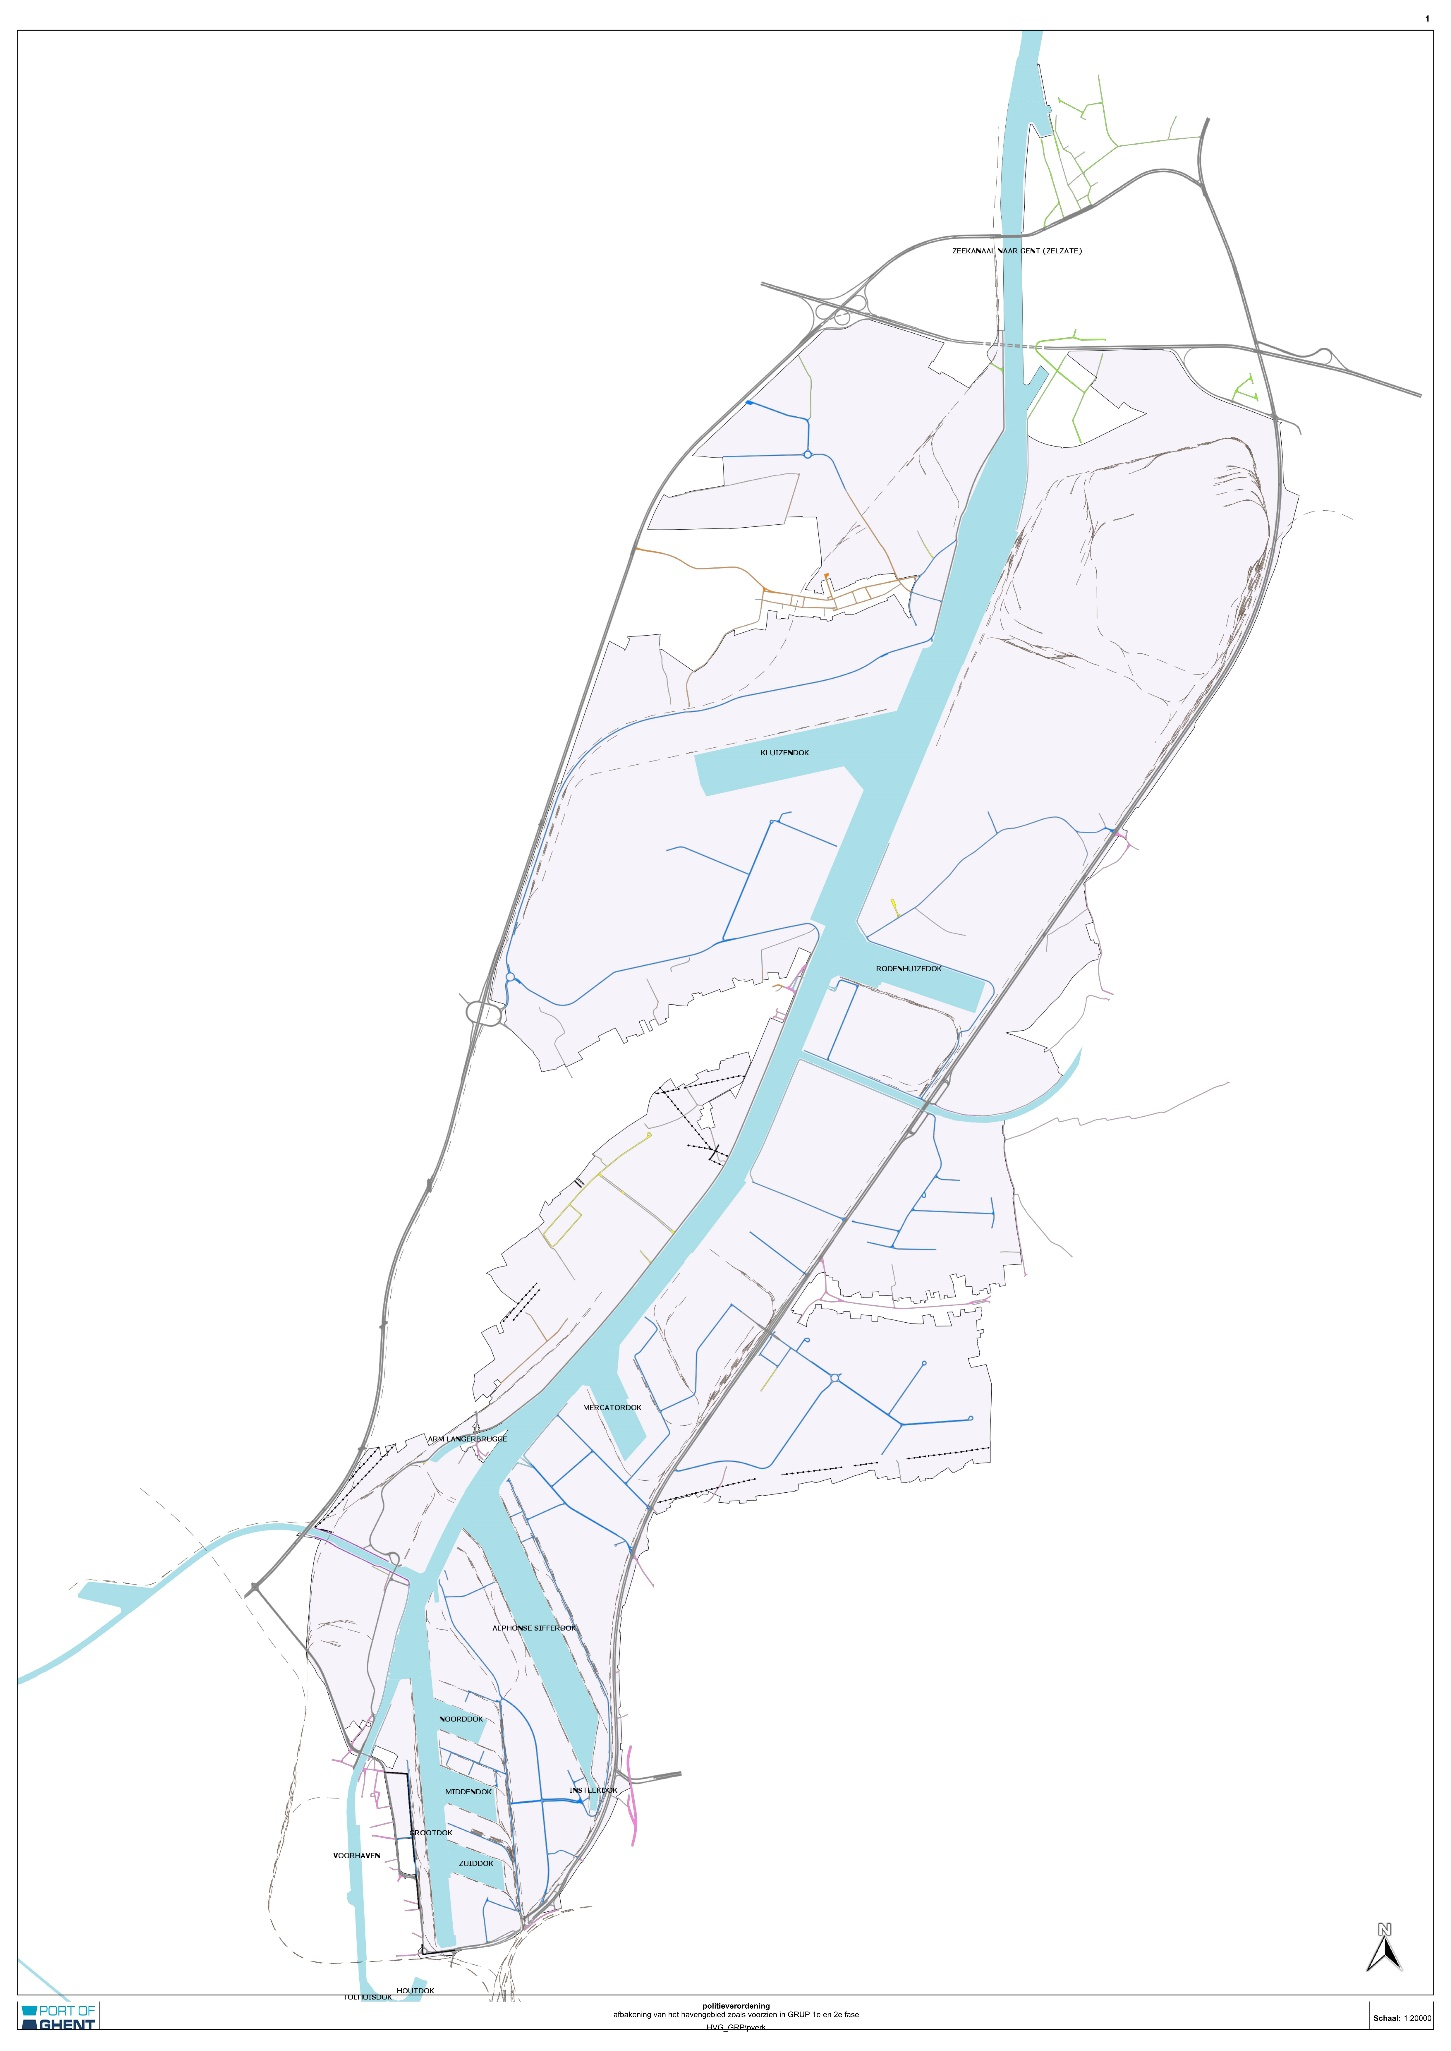 1
ZEEKANAAL NAAR GENT (ZELZATE)
KLUIZENDOK
RODENHUIZEDOK
MERCATORDOK
ARM LANGERBRUGGE
ALPHONSE SIFFERDOK
NOORDDOK
INSTEEKDOK
MIDDENDOK
GROOTDOK
VOORHAVEN
ZUIDDOK
HOUTDOK
TOLHUISDOK
N
PORT OF
GHENT
politieverordening
afbakening van het havengebied zoals voorzien in GRUP 1e en 2e fase
Schaal: 1:20000